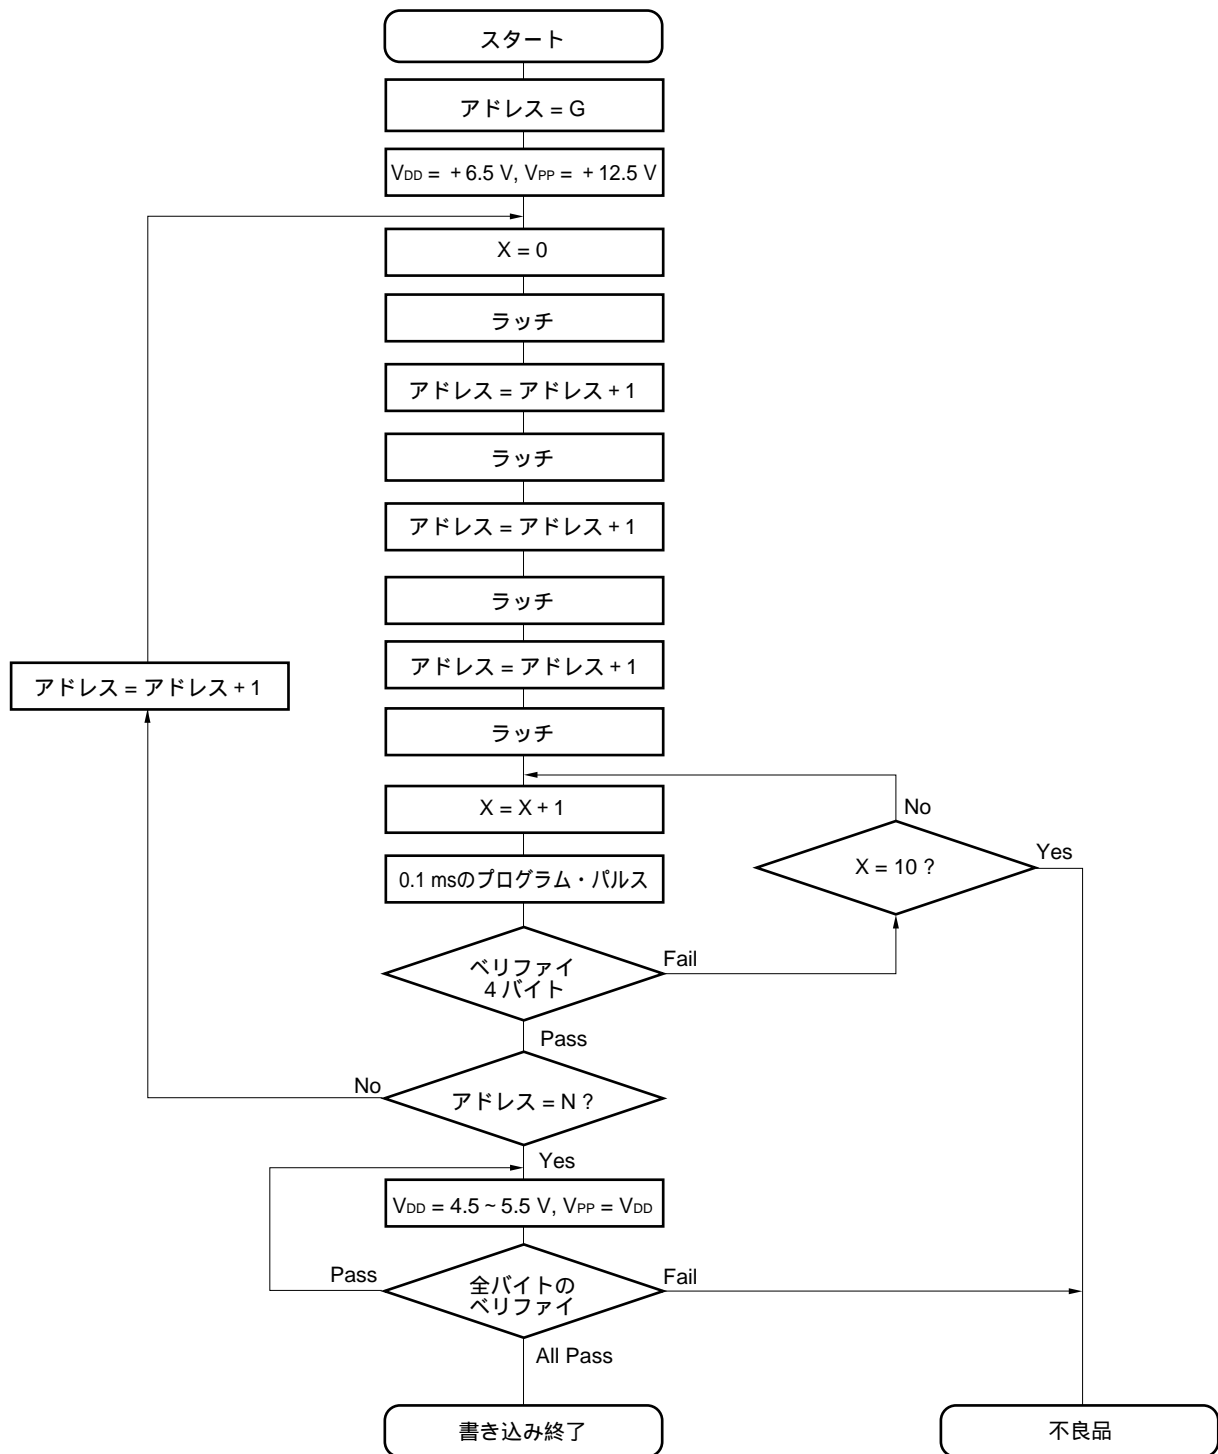 スタート
アドレス = G
VDD = +6.5 V, VPP = +12.5 V
X = 0
ラッチ
アドレス = アドレス + 1
ラッチ
アドレス = アドレス + 1
ラッチ
アドレス = アドレス + 1
アドレス = アドレス + 1
ラッチ
X = X + 1
No
X = 10 ?
Yes
0.1 msのプログラム・パルス
ベリファイ
4 バイト
Fail
Pass
No
アドレス = N ?
Yes
VDD = 4.5 ~ 5.5 V, VPP = VDD
Pass
全バイトの
ベリファイ
Fail
All Pass
書き込み終了
不良品